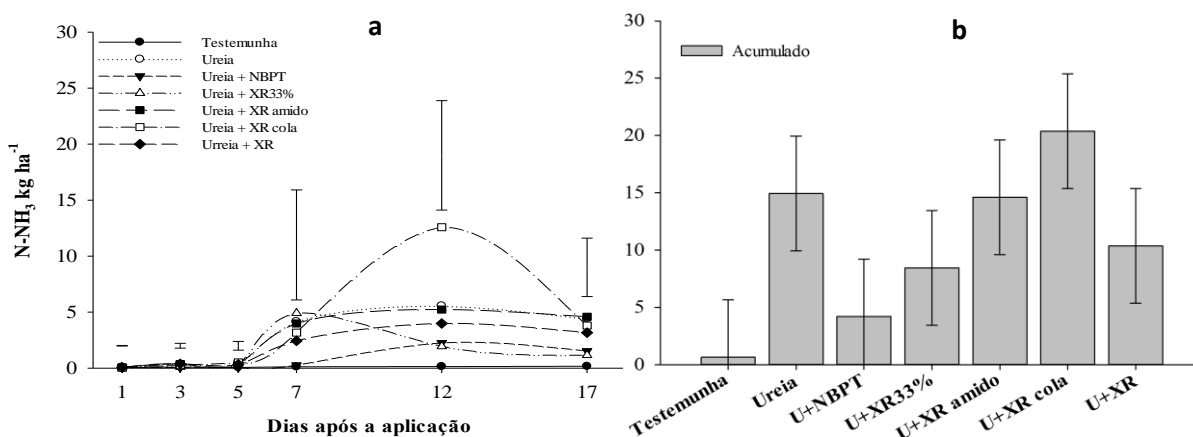 a
30
25
20
15
10
5
0
N-NH3 kg ha-1
Testemunha
Ureia
Ureia + NBPT
Ureia + XR33%
Ureia + XR amido
Ureia + XR cola
Urreia + XR
1
3
5
7
12
17
Dias após a aplicação
b
30
25
20
15
10
5
0
Acumulado
Testemunha
Ureia
U+NBPT
U+XR33%
U+XR amido
U+XR cola
U+XR